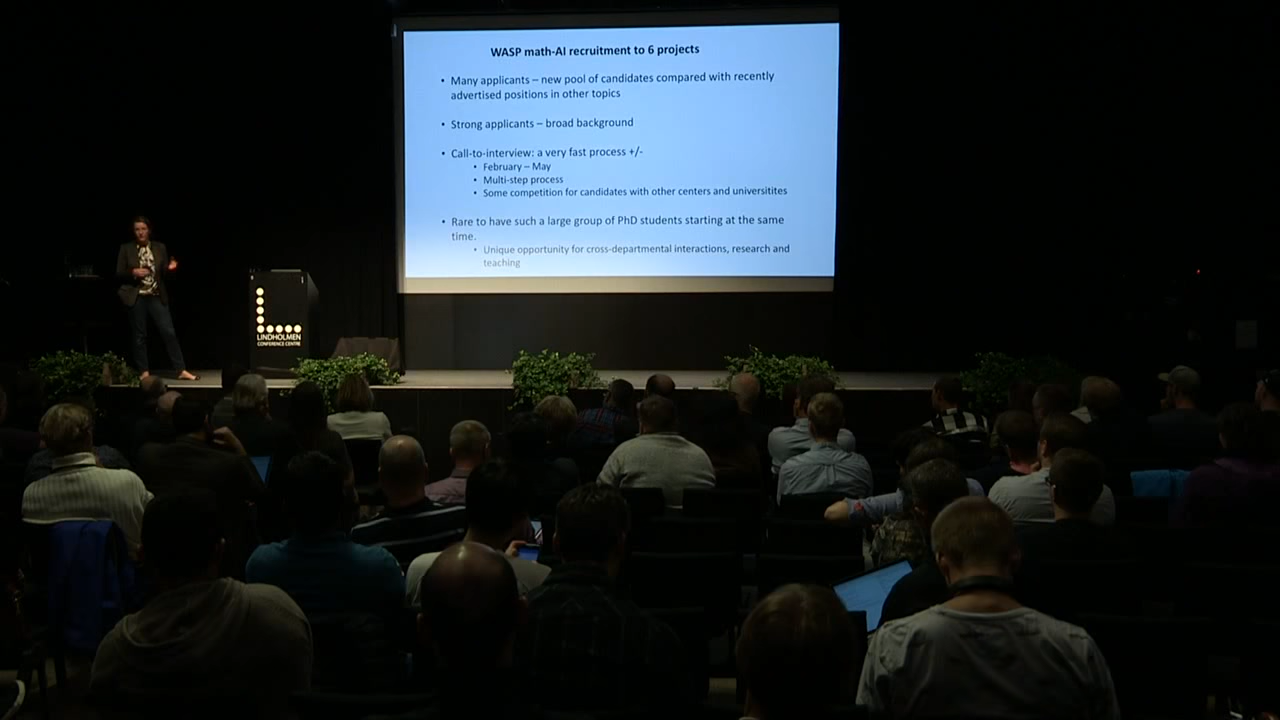 WASP math-AI recruitment to 6 projects
• Many applicants – new pool of candidates compared with recently
advertised positions in other topics
• Strong applicants – broad background
• Call-to-interview: a very fast process +/-
• February – May
• Multi-step process
• Some competition for candidates with other centers and universitites
• Rare to have such a large group of PhD students starting at the same
time.
• Unique opportunity for cross-departmental interactions, research and
teaching
LINDHOLMEN
CONFERENCE CENTRE